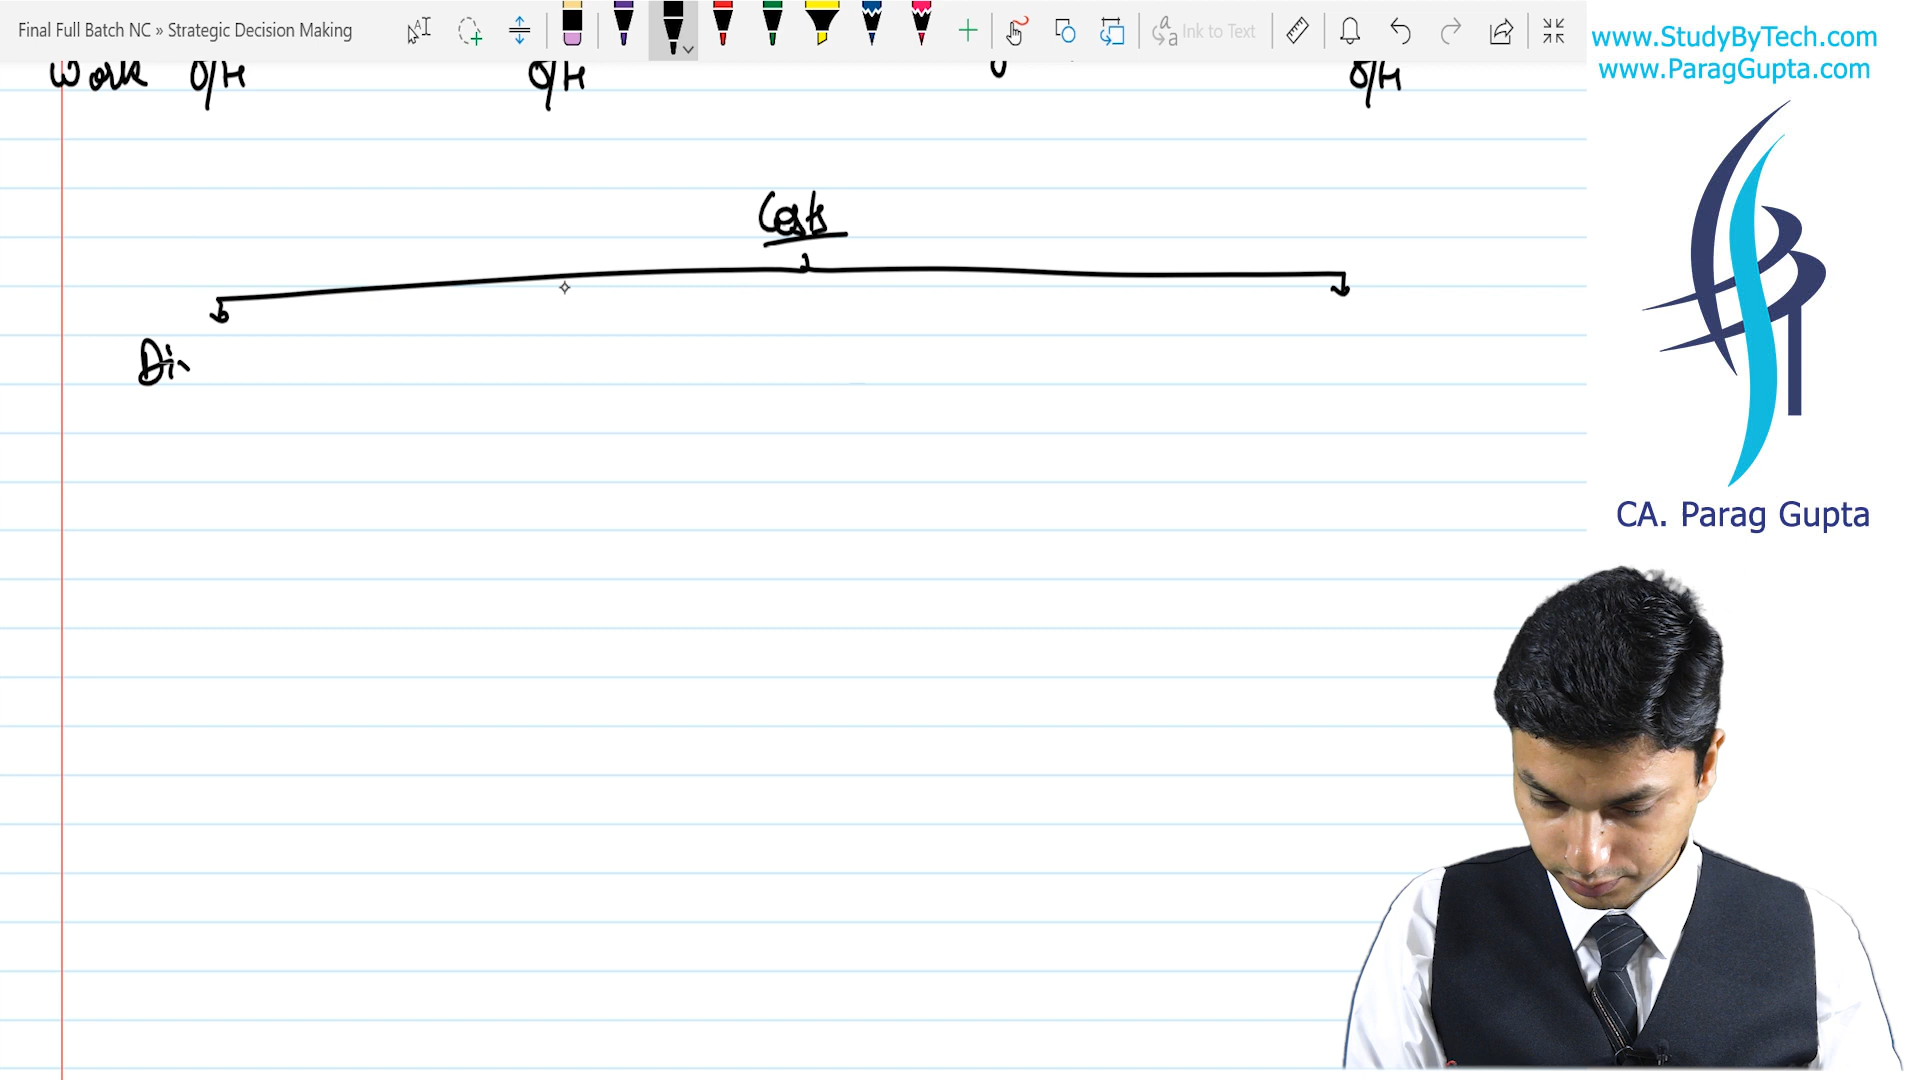 Final Full Batch NC » Strategic Decision Making
Ink to Text
www.StudyByTech.com
www.ParagGupta.com
Work O/H O/H O/H
Costs
Dir
CA. Parag Gupta